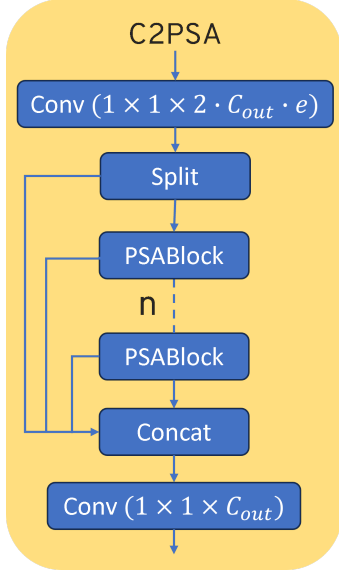 C2PSA
Conv (1 × 1 × 2 · C_out · e)
Split
PSABlock
n
PSABlock
Concat
Conv (1 × 1 × C_out)